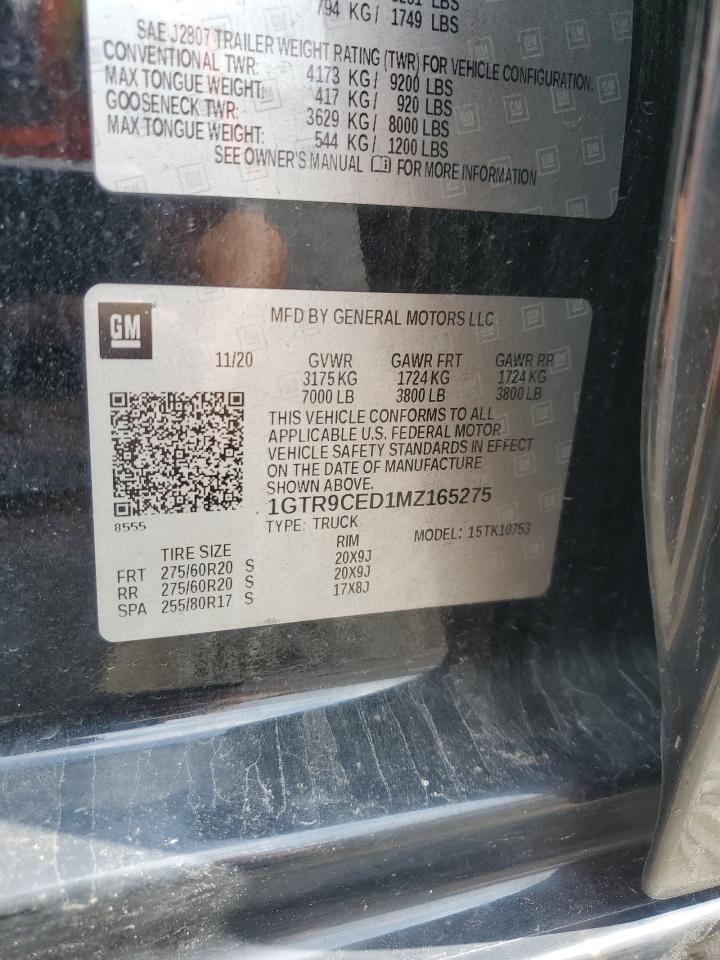 794 KG / 1749 LBS
SAE J2807 TRAILER WEIGHT RATING (TWR) FOR VEHICLE CONFIGURATION.
CONVENTIONAL TWR: 4173 KG / 9200 LBS
MAX TONGUE WEIGHT: 417 KG / 920 LBS
GOOSENECK TWR: 3629 KG / 8000 LBS
MAX TONGUE WEIGHT: 544 KG / 1200 LBS
SEE OWNER'S MANUAL FOR MORE INFORMATION
GM
MFD BY GENERAL MOTORS LLC
11/20 GVWR GAWR FRT GAWR RR
3175 KG 1724 KG 1724 KG
7000 LB 3800 LB 3800 LB
THIS VEHICLE CONFORMS TO ALL
APPLICABLE U.S. FEDERAL MOTOR
VEHICLE SAFETY STANDARDS IN EFFECT
ON THE DATE OF MANUFACTURE
SHOWN ABOVE.
8555
1GTR9CED1MZ165275
TYPE: TRUCK MODEL: 15TK10753
TIRE SIZE RIM
FRT 275/60R20 S 20X9J
RR 275/60R20 S 20X9J
SPA 255/80R17 S 17X8J